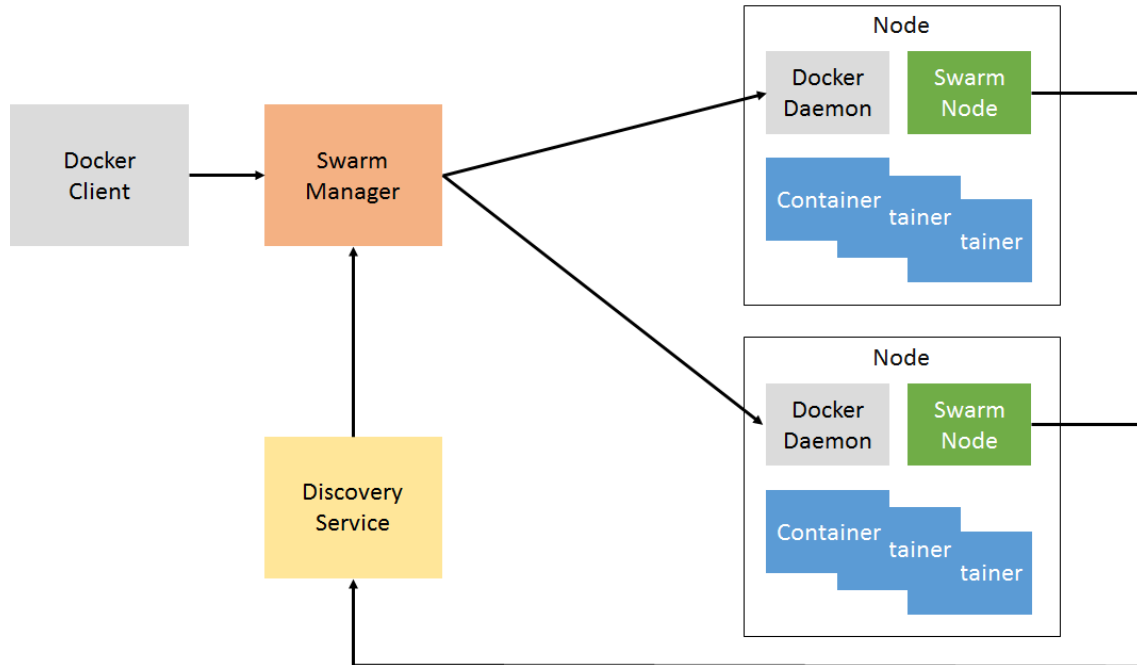 Docker
Client
Swarm
Manager
Discovery
Service
Node
Docker
Daemon
Swarm
Node
Container
tainer
tainer
Node
Docker
Daemon
Swarm
Node
Container
tainer
tainer